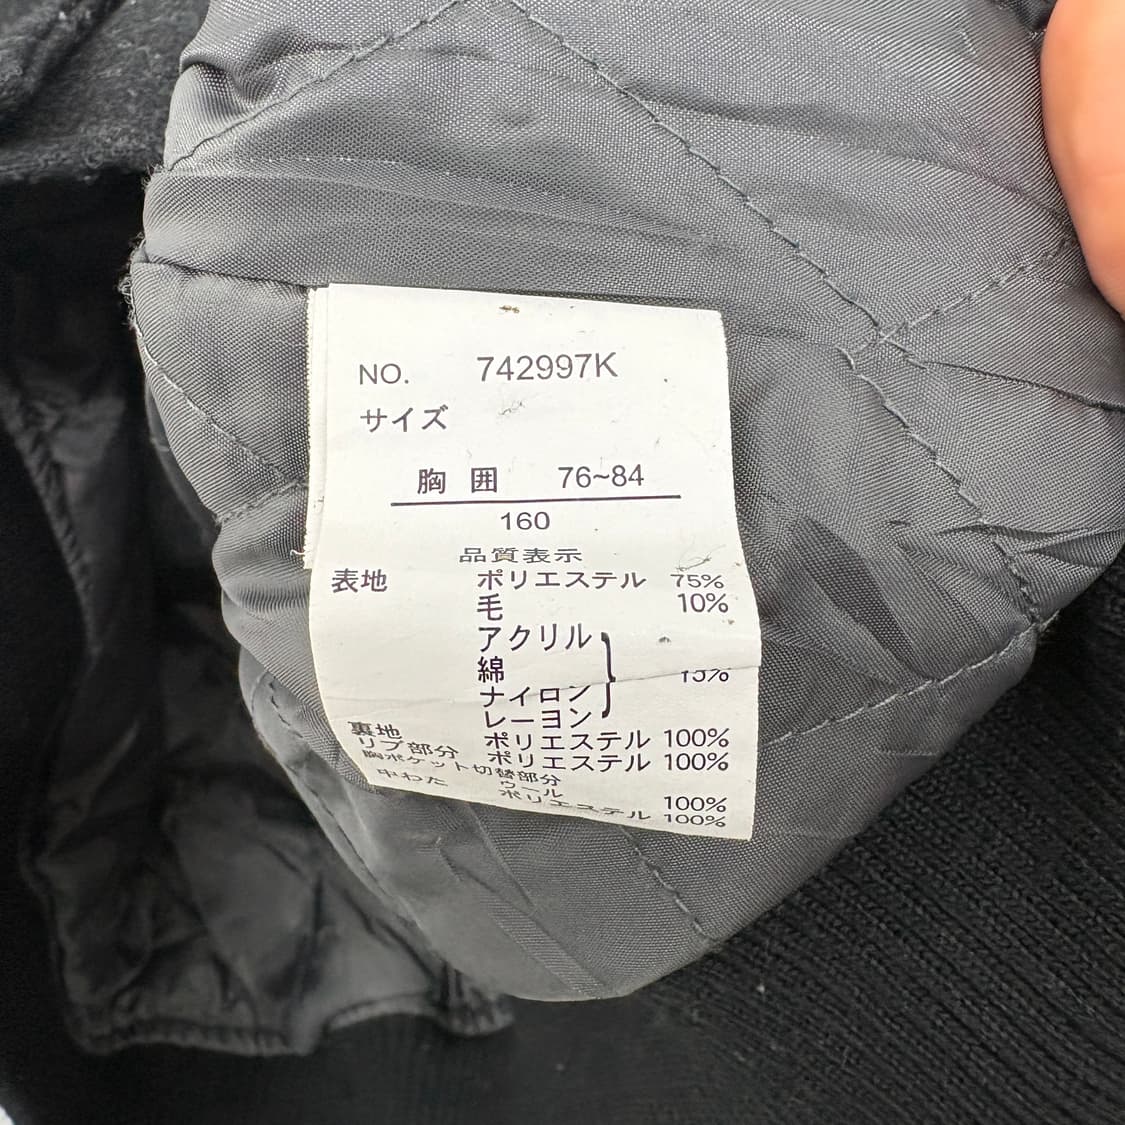 NO. 742997K
サイズ
胸 囲 76~84
160
品質表示
表地 ポリエステル 75%
毛 10%
アクリル
綿 15%
ナイロン
レーヨン
裏地 ポリエステル 100%
リブ部分 ポリエステル 100%
胸ポケット切替部分
ウール 100%
中わた ポリエステル 100%